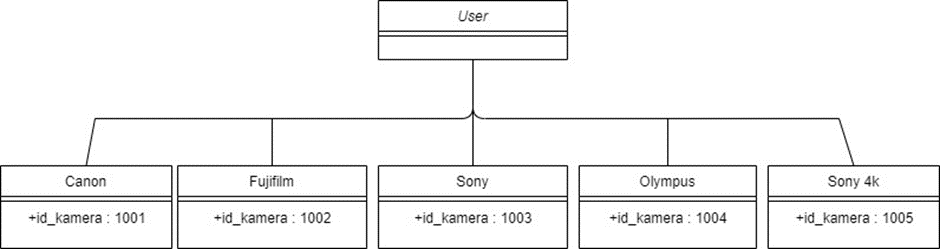 User
Canon
Fujifilm
Sony
Olympus
Sony 4k
+id_kamera : 1001
+id_kamera : 1002
+id_kamera : 1003
+id_kamera : 1004
+id_kamera : 1005